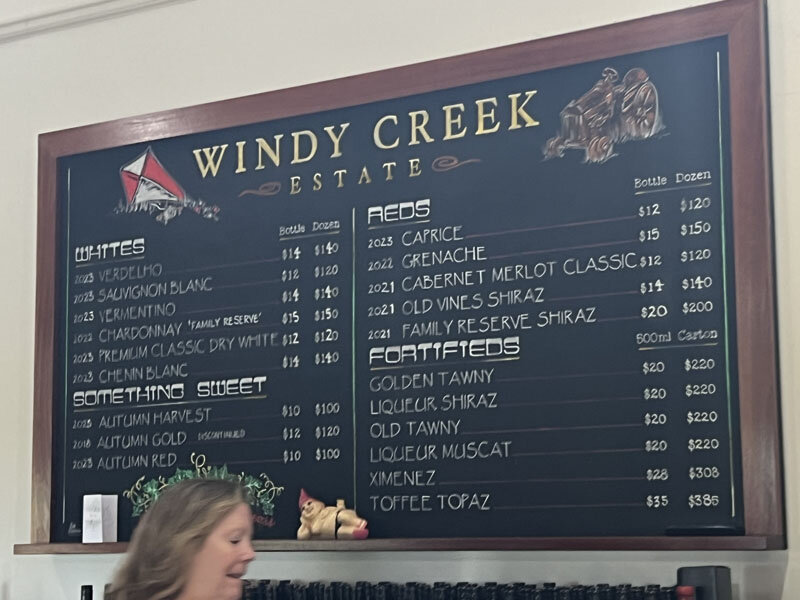 WINDY CREEK
ESTATE
WHITES Bottle Dozen
2023 VERDELHO $14 $140
2023 SAUVIGNON BLANC $12 $120
2023 VERMENTINO $14 $140
2022 CHARDONNAY 'FAMILY RESERVE' $15 $150
2023 PREMIUM CLASSIC DRY WHITE $12 $120
2023 CHENIN BLANC $14 $140
SOMETHING SWEET
2023 AUTUMN HARVEST $10 $100
2018 AUTUMN GOLD DISCONTINUED $12 $120
2023 AUTUMN RED $10 $100
REDS Bottle Dozen
2023 CAPRICE $12 $120
2022 GRENACHE $15 $150
2021 CABERNET MERLOT CLASSIC $12 $120
2021 OLD VINES SHIRAZ $14 $140
2021 FAMILY RESERVE SHIRAZ $20 $200
FORTIFIEDS 500ml Carton
GOLDEN TAWNY $20 $220
LIQUEUR SHIRAZ $20 $220
OLD TAWNY $20 $220
LIQUEUR MUSCAT $20 $220
XIMENEZ $28 $308
TOFFEE TOPAZ $35 $385